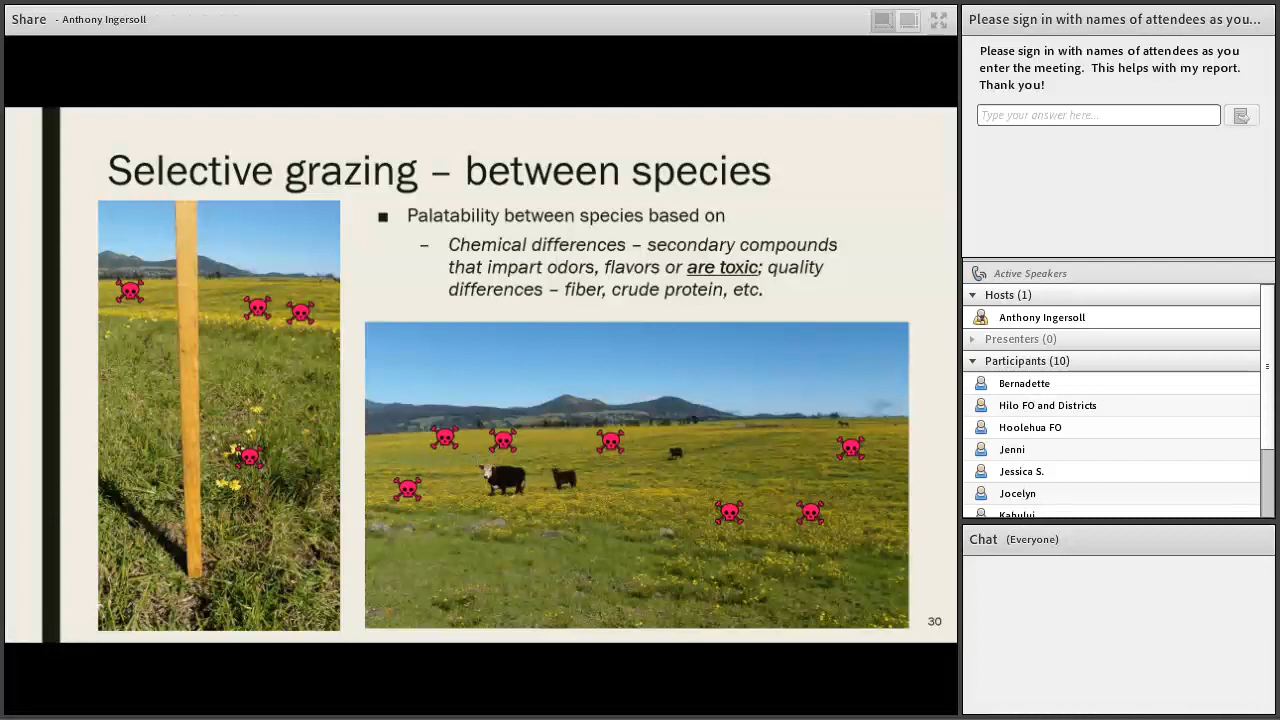 Share - Anthony Ingersoll
Selective grazing – between species
■ Palatability between species based on
– Chemical differences – secondary compounds
that impart odors, flavors or are toxic; quality
differences – fiber, crude protein, etc.
30
Please sign in with names of attendees as you...
Please sign in with names of attendees as you
enter the meeting. This helps with my report.
Thank you!
Type your answer here...
Active Speakers
Hosts (1)
Anthony Ingersoll
Presenters (0)
Participants (10)
Bernadette
Hilo FO and Districts
Hoolehua FO
Jenni
Jessica S.
Jocelyn
Kahului
Chat (Everyone)